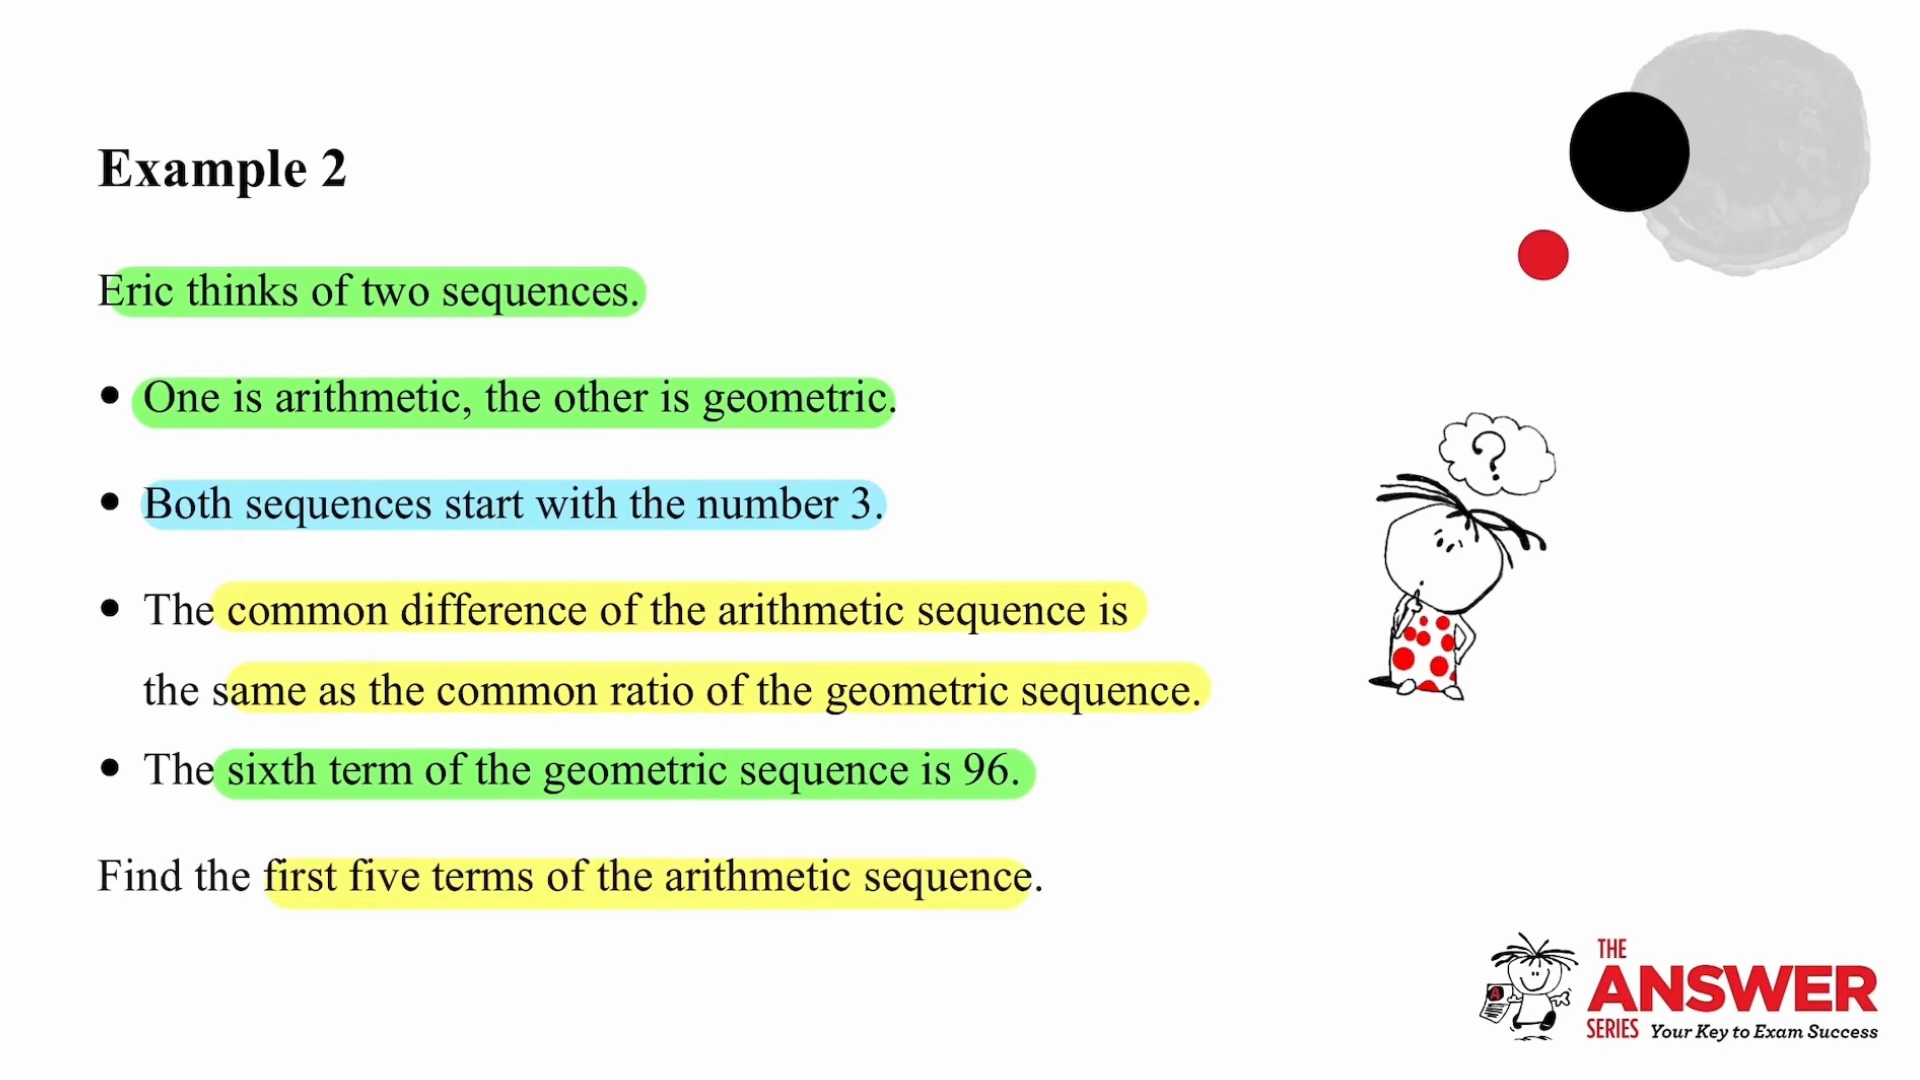 Example 2
Eric thinks of two sequences.
• One is arithmetic, the other is geometric.
• Both sequences start with the number 3.
• The common difference of the arithmetic sequence is
the same as the common ratio of the geometric sequence.
• The sixth term of the geometric sequence is 96.
Find the first five terms of the arithmetic sequence.
?
A
THE
ANSWER
SERIES Your Key to Exam Success